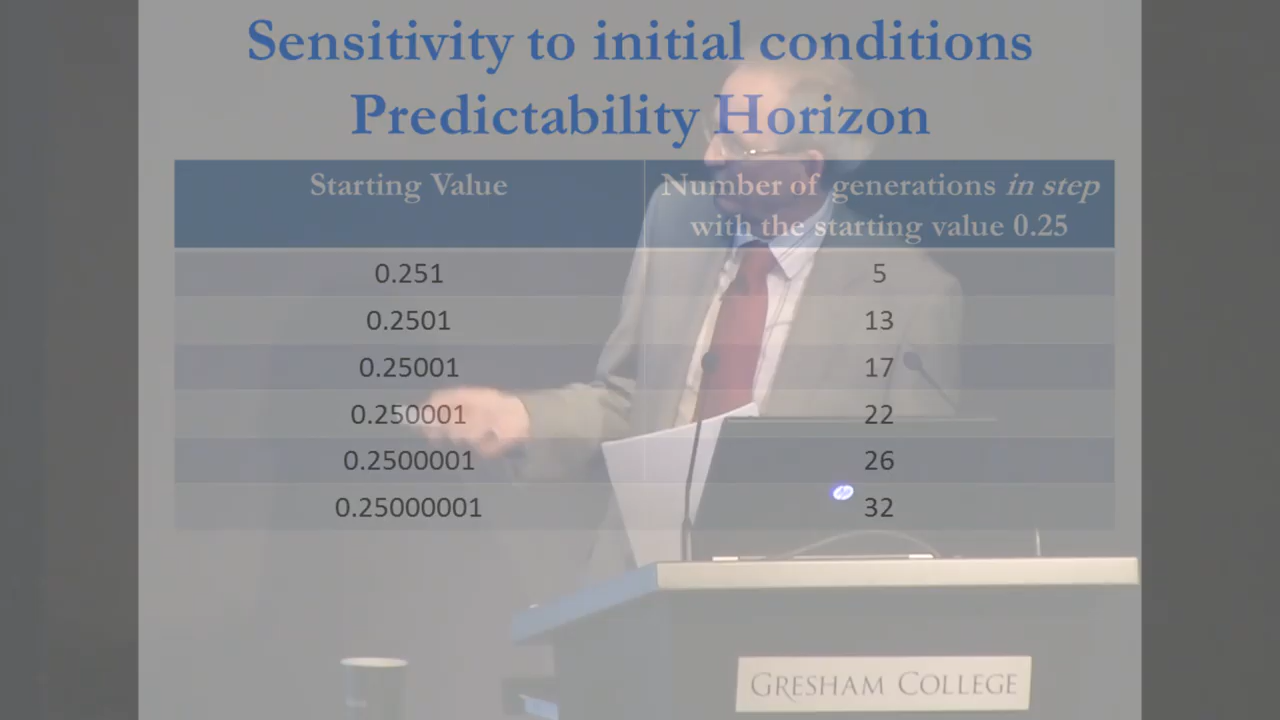 Sensitivity to initial conditions
Predictability Horizon
Starting Value
Number of generations in step
with the starting value 0.25
0.251 5
0.2501 13
0.25001 17
0.250001 22
0.2500001 26
0.25000001 32
GRESHAM COLLEGE